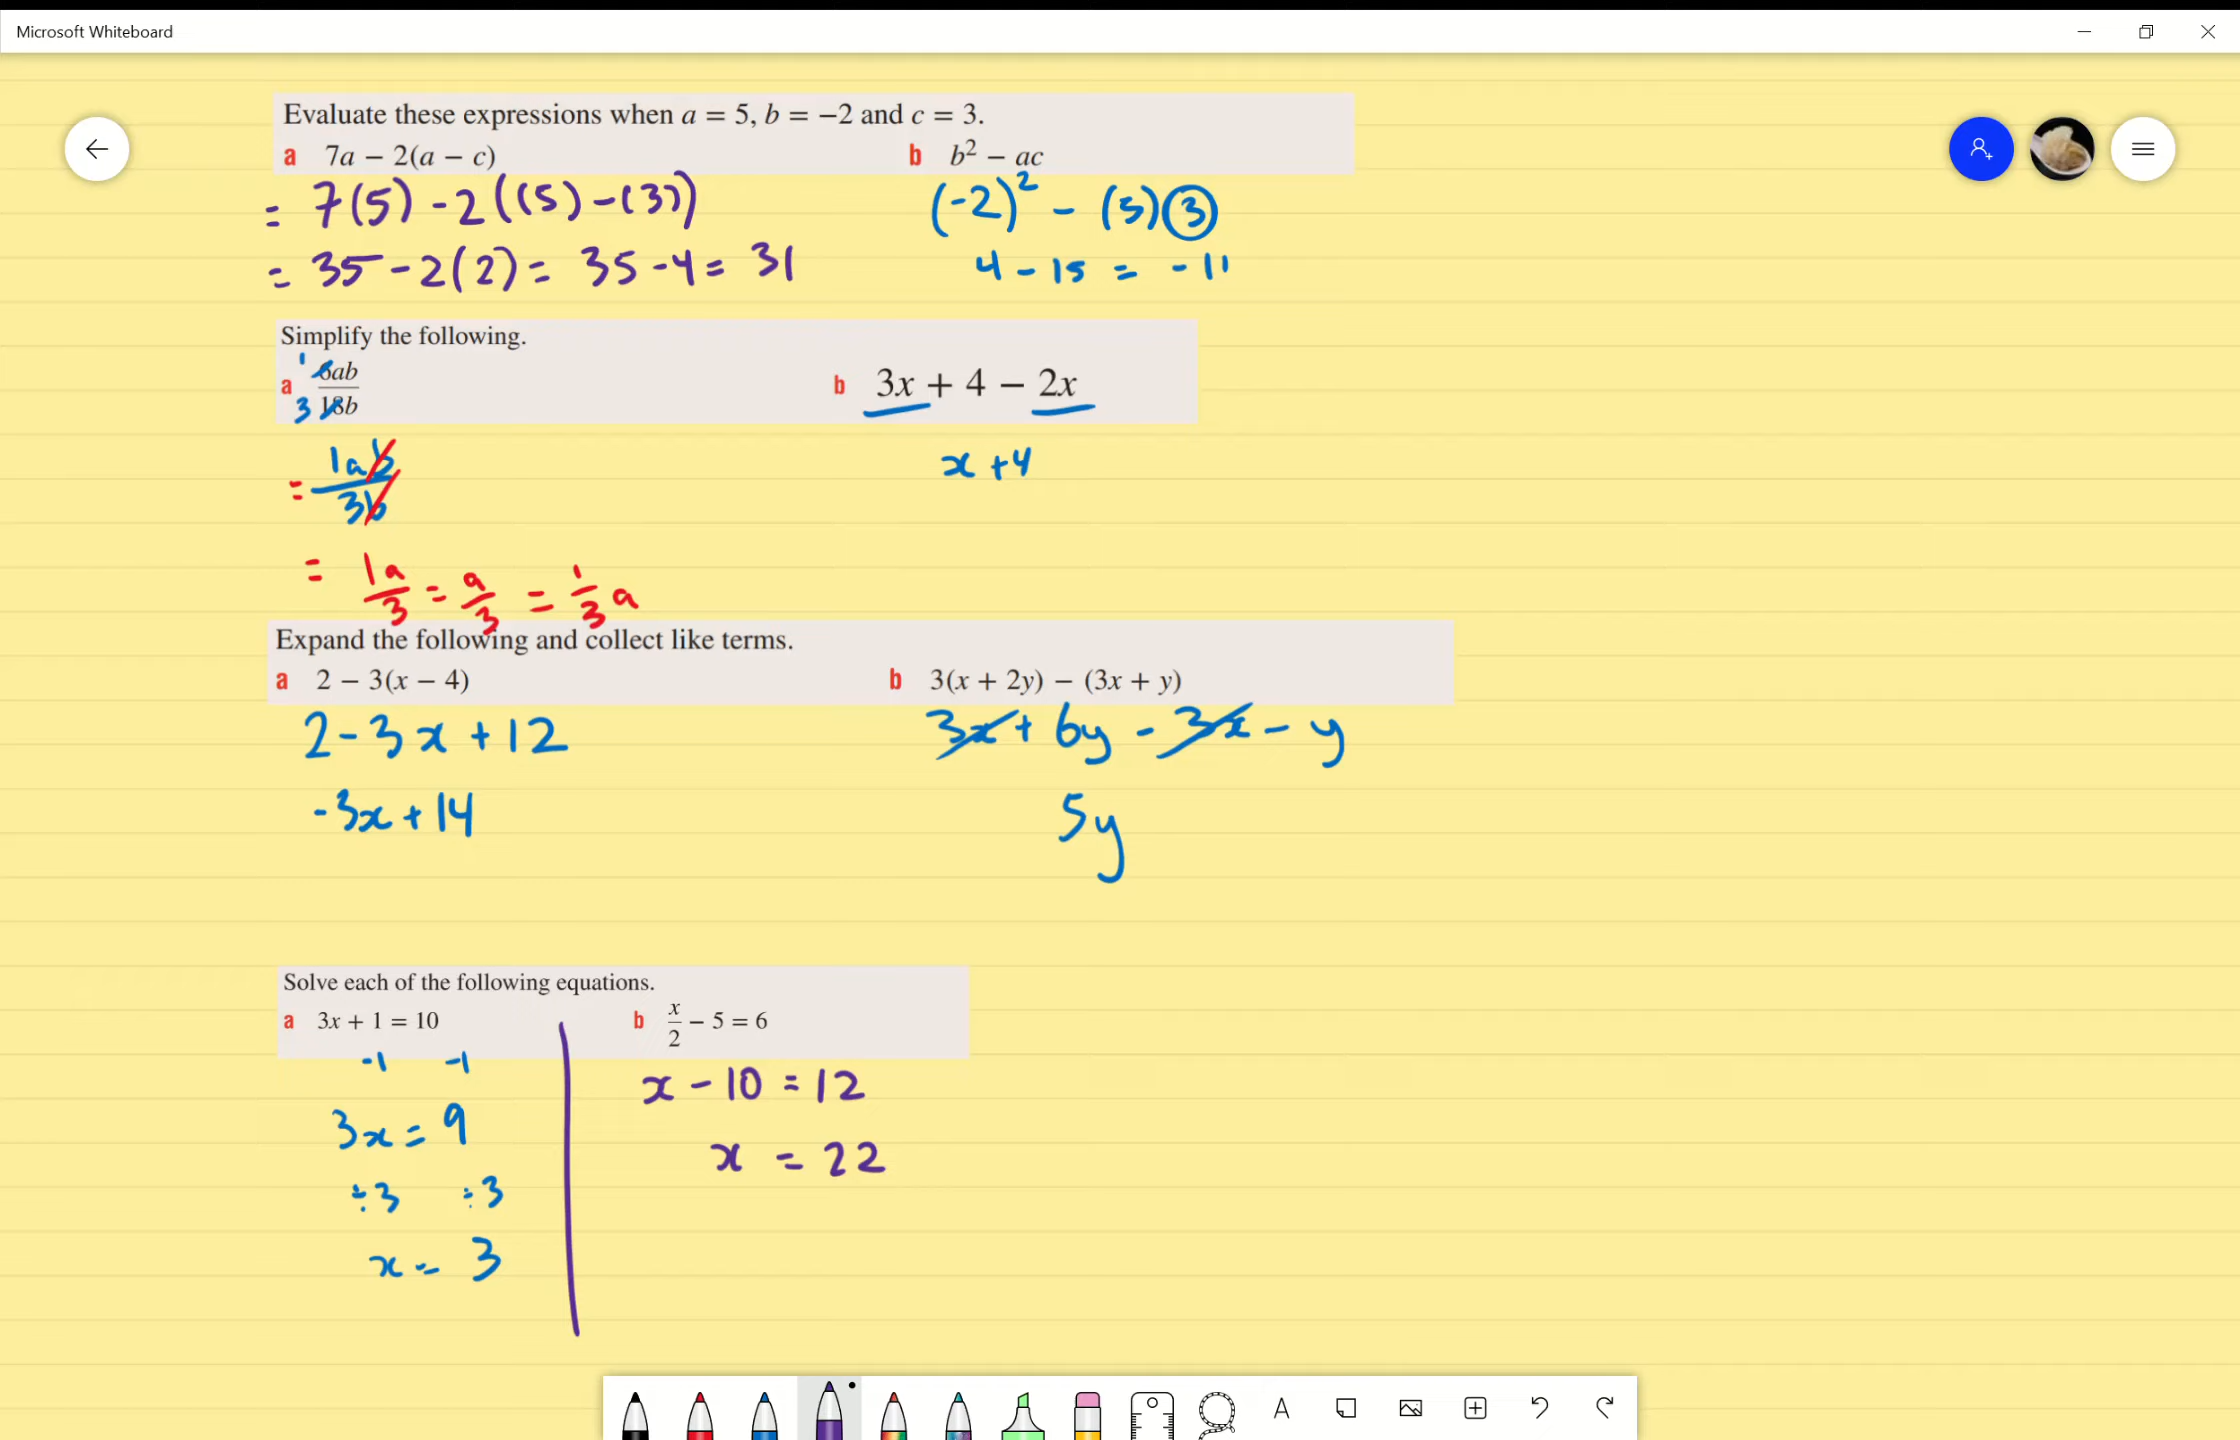 Microsoft Whiteboard
Evaluate these expressions when a = 5, b = −2 and c = 3.
a 7a − 2(a − c)
b b² − ac
= 7(5) - 2((5) - (3))
(-2)² - (5)(3)
= 35 - 2(2) = 35 - 4 = 31
4 - 15 = -11
Simplify the following.
a 6ab/18b
1
3
b 3x + 4 − 2x
= 1ab/3b
x + 4
= 1a/3 = a/3 = 1/3 a
Expand the following and collect like terms.
a 2 − 3(x − 4)
b 3(x + 2y) − (3x + y)
2 - 3x + 12
3x + 6y - 3x - y
-3x + 14
5y
Solve each of the following equations.
a 3x + 1 = 10
b x/2 − 5 = 6
-1 -1
x - 10 = 12
3x = 9
x = 22
÷3 ÷3
x = 3
A